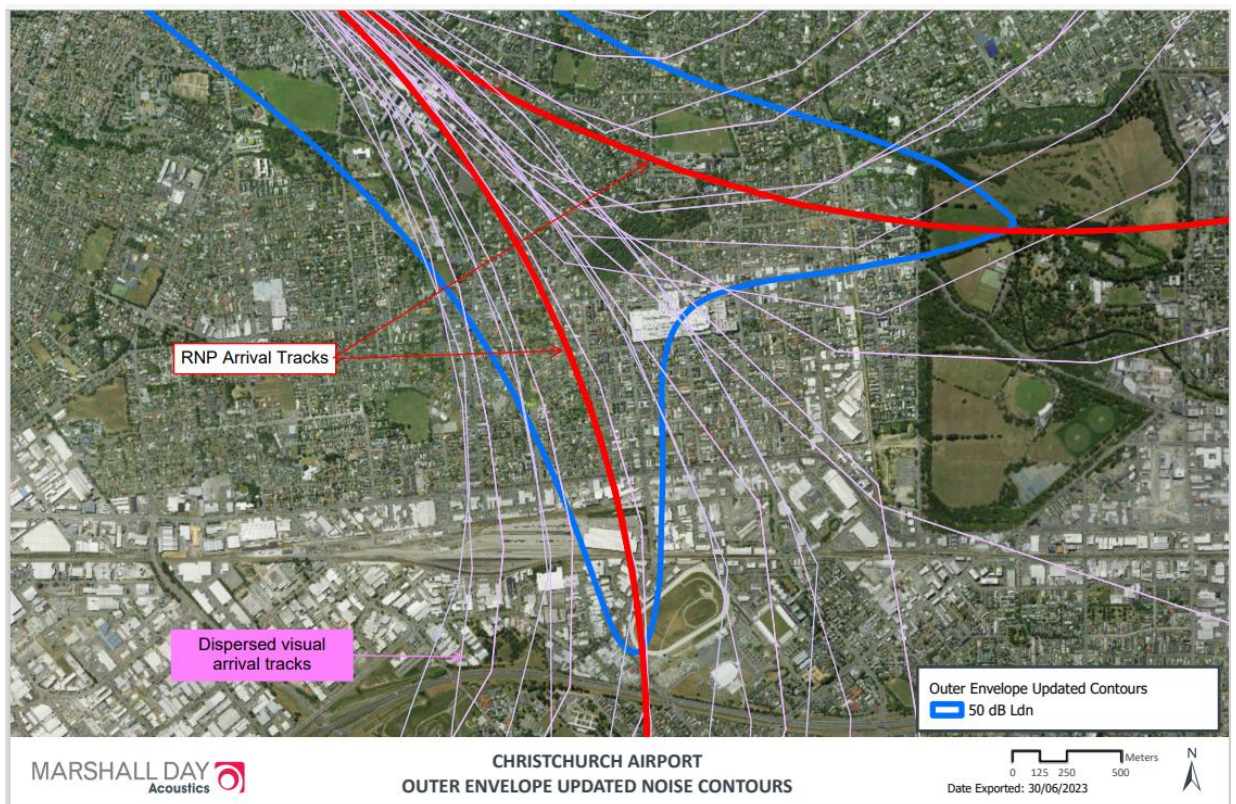 RNP Arrival Tracks
Dispersed visual
arrival tracks
Outer Envelope Updated Contours
50 dB Ldn
MARSHALL DAY
Acoustics
CHRISTCHURCH AIRPORT
OUTER ENVELOPE UPDATED NOISE CONTOURS
Meters
0 125 250 500
Date Exported: 30/06/2023
N